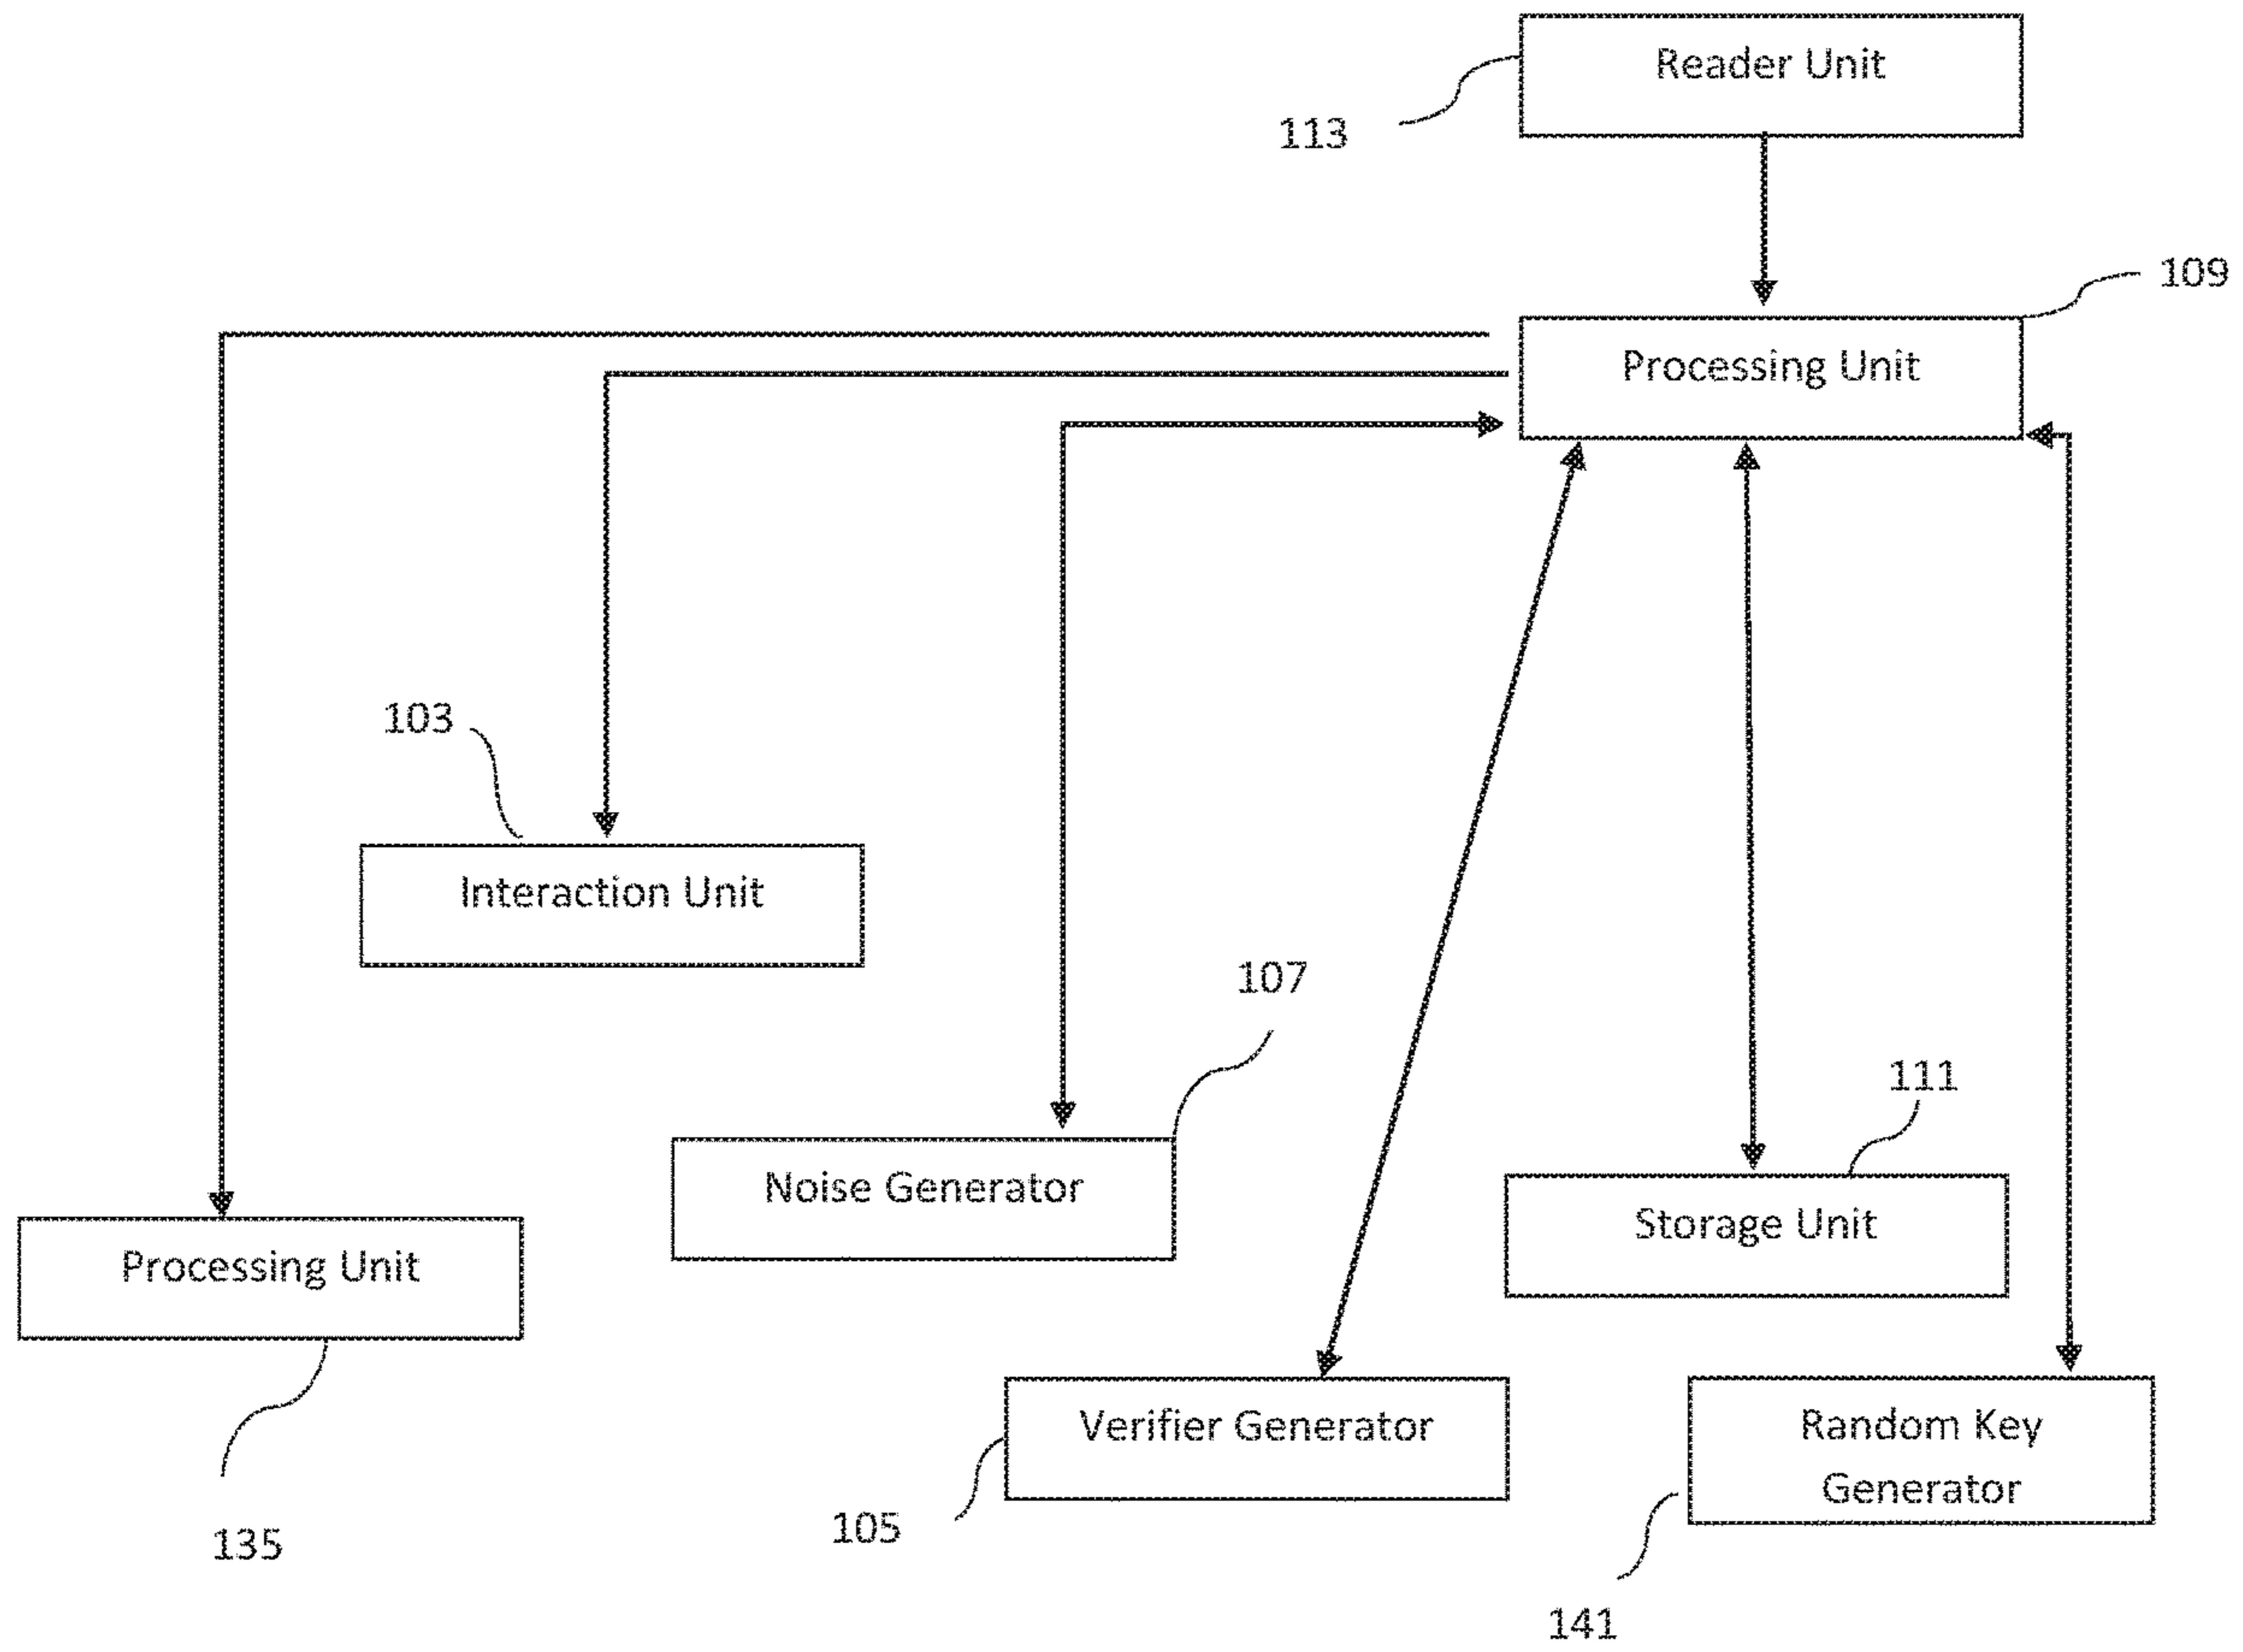 Reader Unit
113
109
Processing Unit
103
Interaction Unit
107
111
Noise Generator
Storage Unit
Processing Unit
Verifier Generator
Random Key
Generator
105
135
141